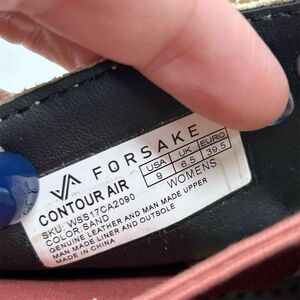 FORSAKE
CONTOUR AIR
SKU: WSS17CA2090
COLOR:SAND
GENUINE LEATHER AND MAN MADE UPPER
MAN MADE LINER AND OUTSOLE
MADE IN CHINA
USA UK EURO
9 6.5 39.5
WOMENS